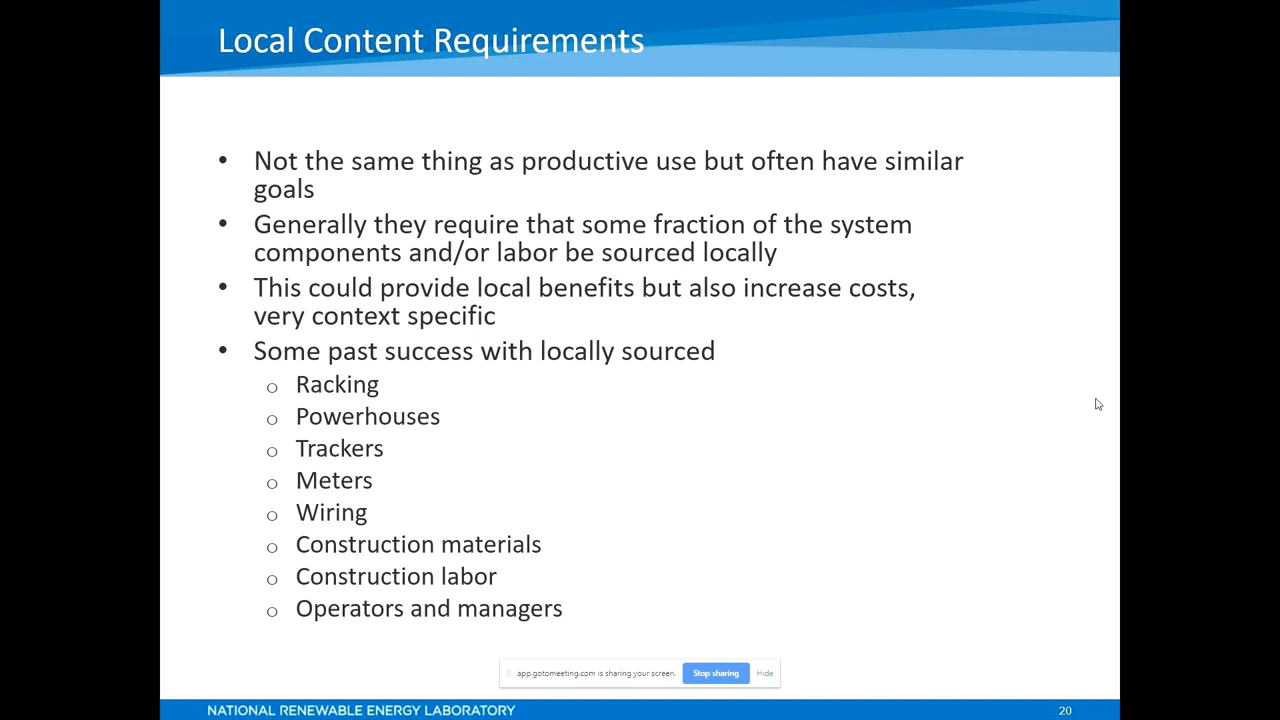 Local Content Requirements
• Not the same thing as productive use but often have similar
goals
• Generally they require that some fraction of the system
components and/or labor be sourced locally
• This could provide local benefits but also increase costs,
very context specific
• Some past success with locally sourced
o Racking
o Powerhouses
o Trackers
o Meters
o Wiring
o Construction materials
o Construction labor
o Operators and managers
app.gotomeeting.com is sharing your screen. Stop sharing Hide
NATIONAL RENEWABLE ENERGY LABORATORY 20